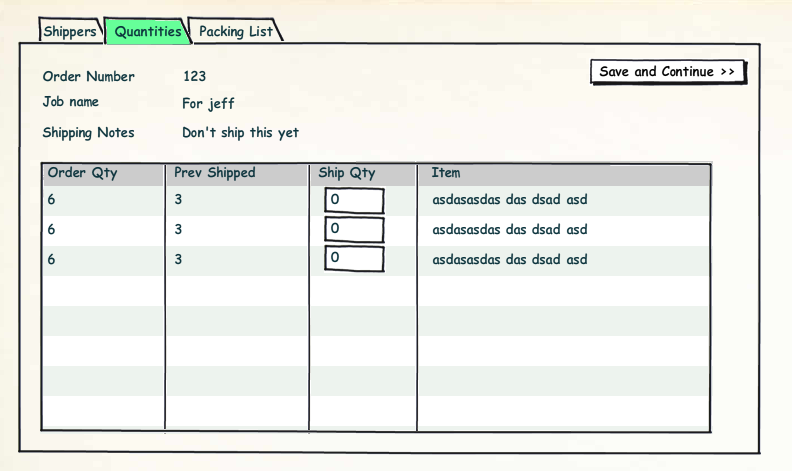 Shippers Quantities Packing List
Save and Continue >>
Order Number 123
Job name For jeff
Shipping Notes Don't ship this yet
Order Qty Prev Shipped Ship Qty Item
6 3 0 asdasasdas das dsad asd
6 3 0 asdasasdas das dsad asd
6 3 0 asdasasdas das dsad asd